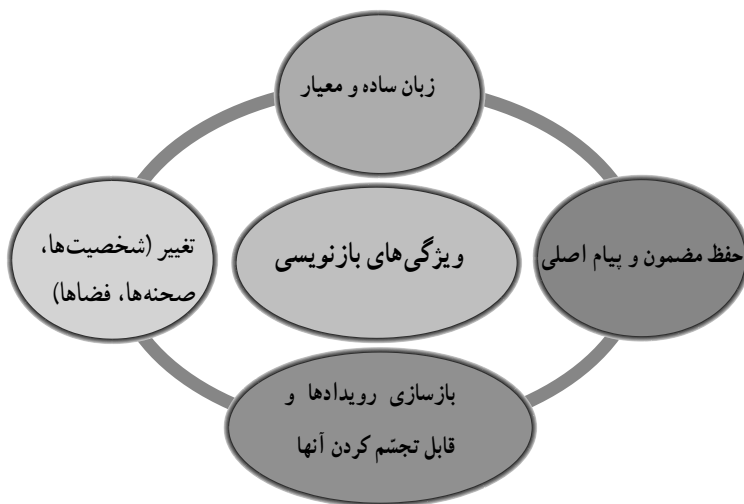 زبان ساده و معیار
حفظ مضمون و پیام اصلی
ویژگی‌های بازنویسی
تغییر (شخصیت‌ها،
صحنه‌ها، فضاها)
بازسازی رویدادها و
قابل تجسّم کردن آنها